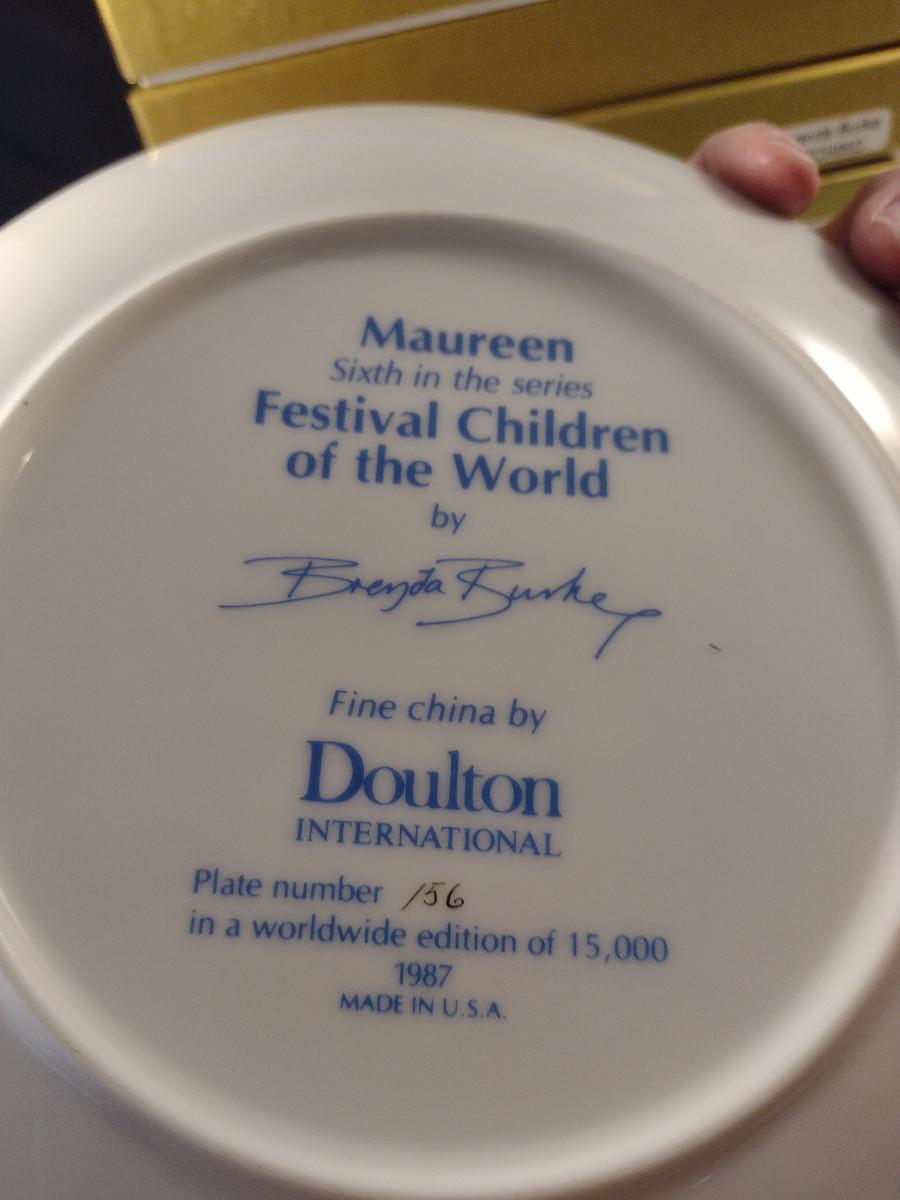 Maureen
Sixth in the series
Festival Children
of the World
by
Brenda Burke
Fine china by
Doulton
INTERNATIONAL
Plate number 156
in a worldwide edition of 15,000
1987
MADE IN U.S.A.
Burke